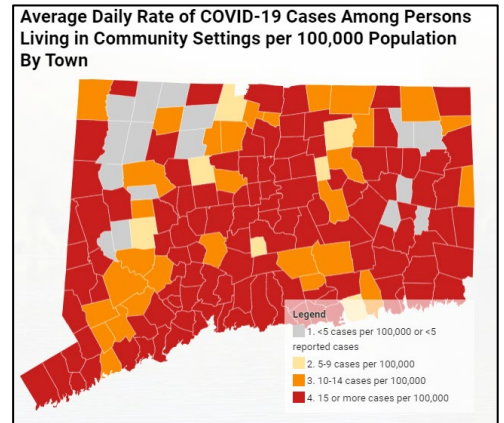 Average Daily Rate of COVID-19 Cases Among Persons
Living in Community Settings per 100,000 Population
By Town
Legend
1. <5 cases per 100,000 or <5
reported cases
2. 5-9 cases per 100,000
3. 10-14 cases per 100,000
4. 15 or more cases per 100,000